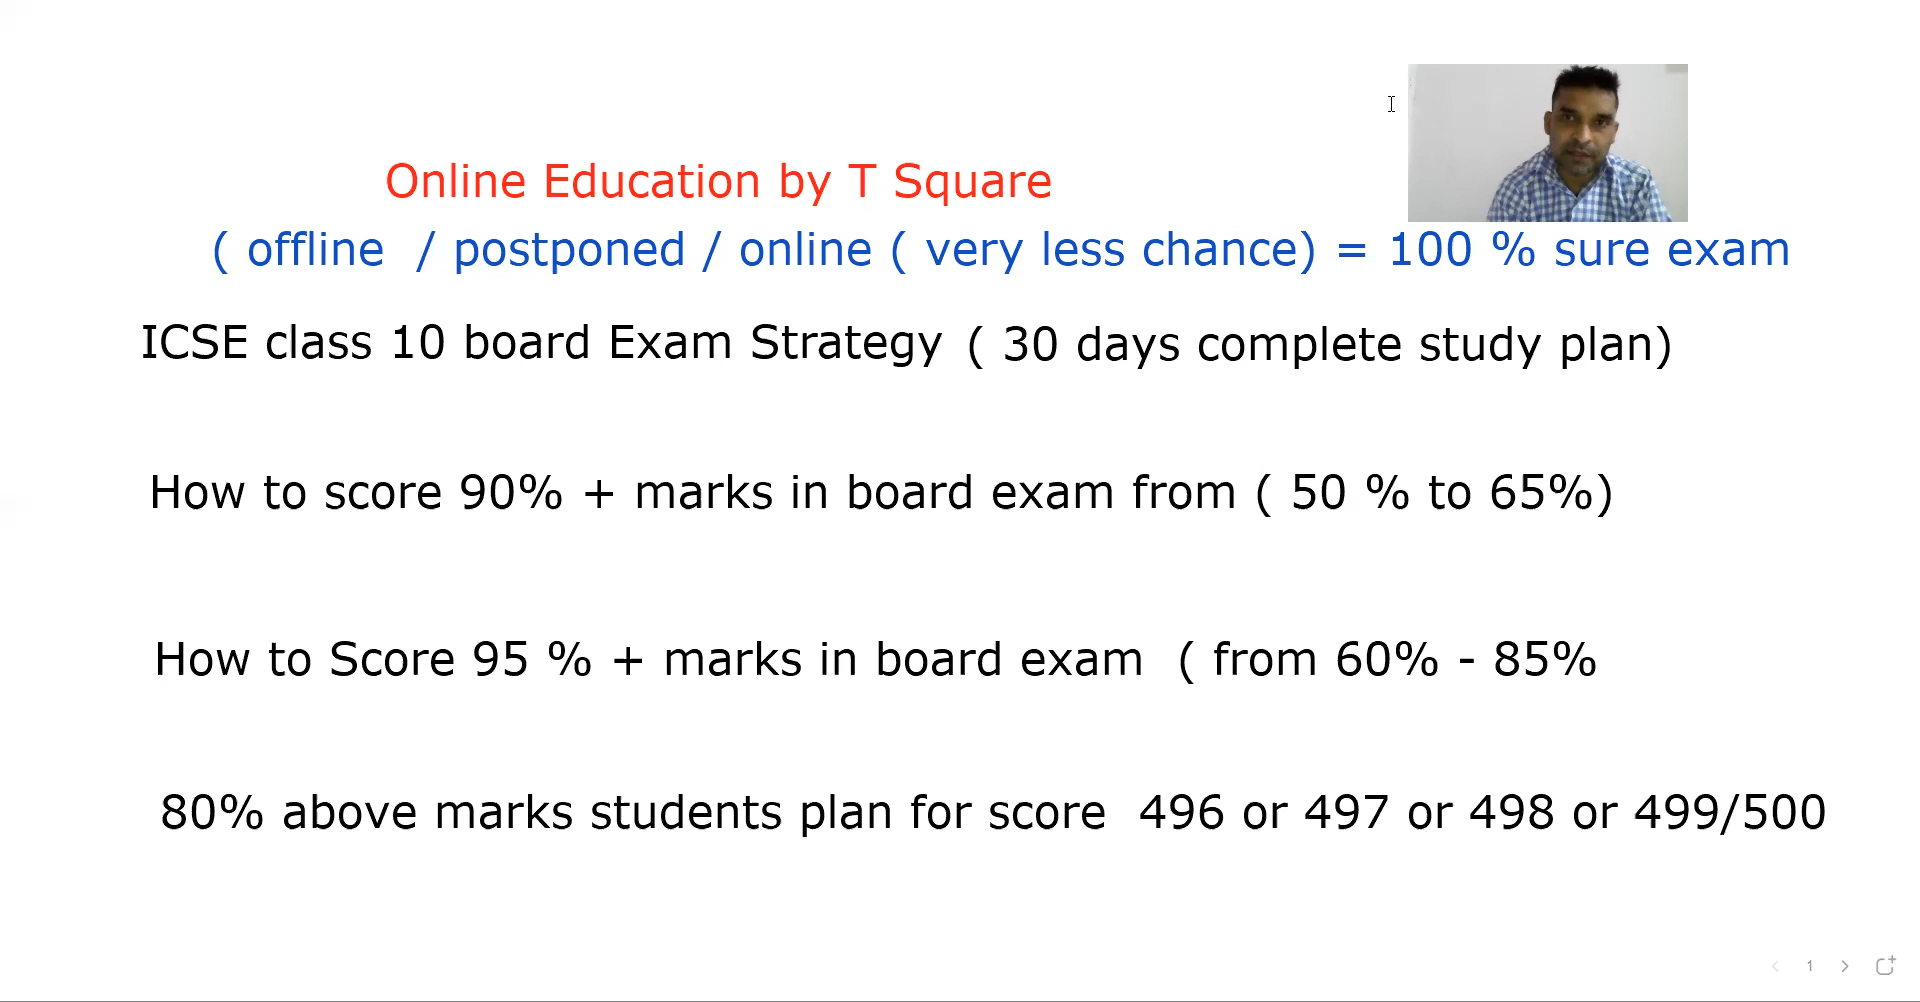 Online Education by T Square
( offline / postponed / online ( very less chance) = 100 % sure exam
ICSE class 10 board Exam Strategy ( 30 days complete study plan)
How to score 90% + marks in board exam from ( 50 % to 65%)
How to Score 95 % + marks in board exam ( from 60% - 85%
80% above marks students plan for score 496 or 497 or 498 or 499/500
1